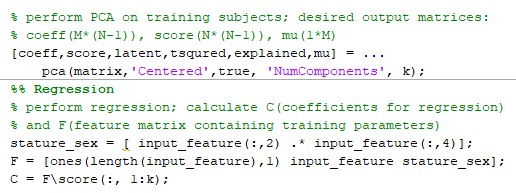 % perform PCA on training subjects; desired output matrices:
% coeff(M*(N-1)), score(N*(N-1)), mu(1*M)
[coeff,score,latent,tsqured,explained,mu] = ...
pca(matrix,'Centered',true, 'NumComponents', k);
%% Regression
% perform regression; calculate C(coefficients for regression)
% and F(feature matrix containing training parameters)
stature_sex = [ input_feature(:,2) .* input_feature(:,4)];
F = [ones(length(input_feature),1) input_feature stature_sex];
C = F\score(:, 1:k);